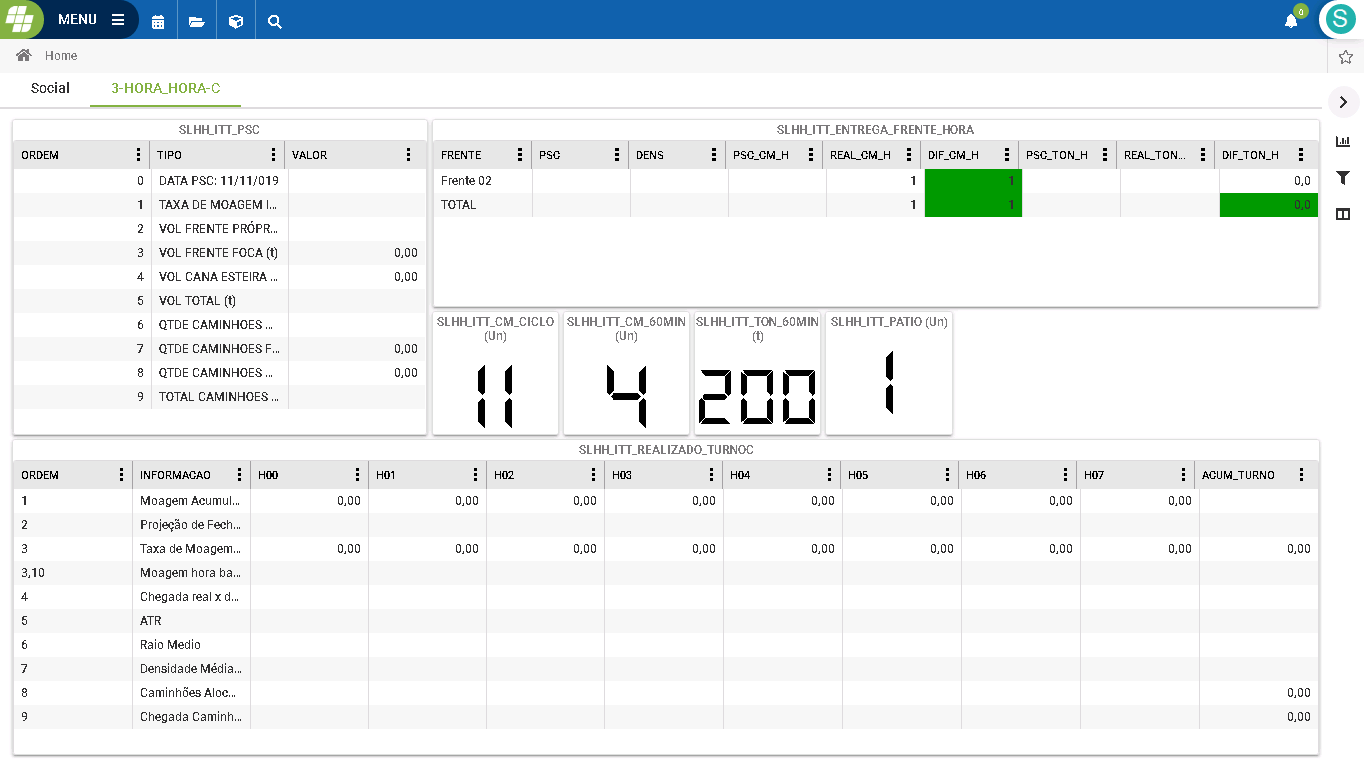 MENU
0
S
Home
Social 3-HORA_HORA-C
SLHH_ITT_PSC
ORDEM TIPO VALOR
0 DATA PSC: 11/11/019
1 TAXA DE MOAGEM I...
2 VOL FRENTE PRÓPR...
3 VOL FRENTE FOCA (t) 0,00
4 VOL CANA ESTEIRA ... 0,00
5 VOL TOTAL (t)
6 QTDE CAMINHOES ...
7 QTDE CAMINHOES F... 0,00
8 QTDE CAMINHOES ... 0,00
9 TOTAL CAMINHOES ...
SLHH_ITT_ENTREGA_FRENTE_HORA
FRENTE PSC DENS PSC_CM_H REAL_CM_H DIF_CM_H PSC_TON_H REAL_TON... DIF_TON_H
Frente 02 1 1 0,0
TOTAL 1 1 0,0
SLHH_ITT_CM_CICLO
(Un)
11
SLHH_ITT_CM_60MIN
(Un)
4
SLHH_ITT_TON_60MIN
(t)
200
SLHH_ITT_PATIO (Un)
1
SLHH_ITT_REALIZADO_TURNOC
ORDEM INFORMACAO H00 H01 H02 H03 H04 H05 H06 H07 ACUM_TURNO
1 Moagem Acumul... 0,00 0,00 0,00 0,00 0,00 0,00 0,00 0,00
2 Projeção de Fech...
3 Taxa de Moagem... 0,00 0,00 0,00 0,00 0,00 0,00 0,00 0,00 0,00
3,10 Moagem hora ba...
4 Chegada real x d...
5 ATR
6 Raio Medio
7 Densidade Média...
8 Caminhões Aloc... 0,00
9 Chegada Caminh... 0,00